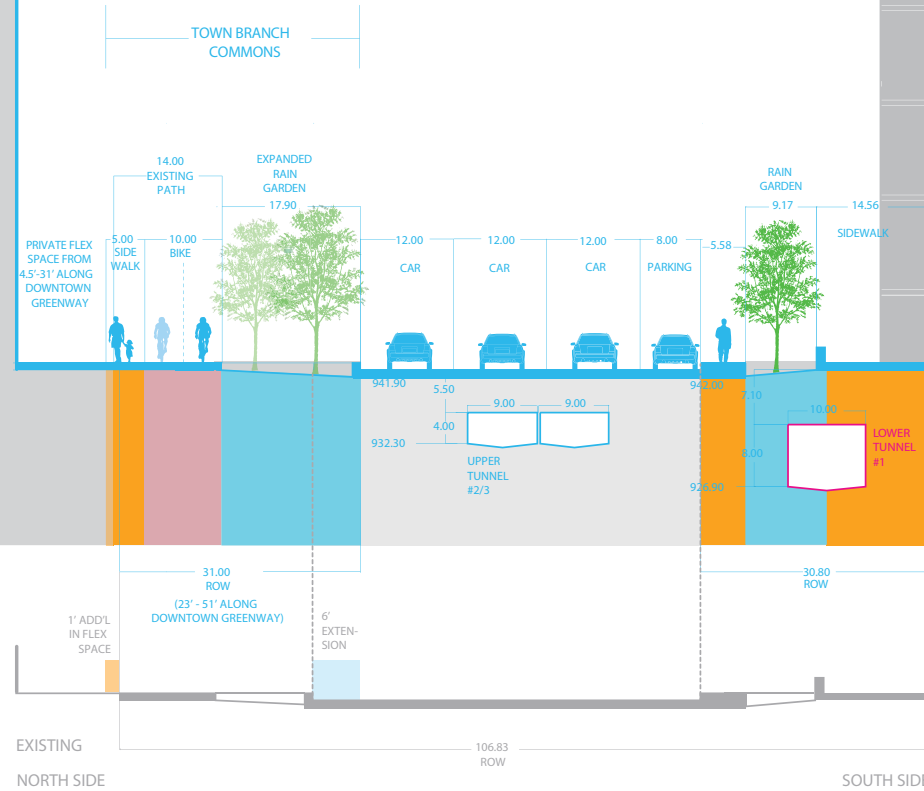 TOWN BRANCH
COMMONS
14.00
EXISTING
PATH
EXPANDED
RAIN
GARDEN
17.90
RAIN
GARDEN
9.17
14.56
SIDEWALK
PRIVATE FLEX
SPACE FROM
4.5'-31' ALONG
DOWNTOWN
GREENWAY
5.00
SIDE
WALK
10.00
BIKE
12.00
CAR
12.00
CAR
12.00
CAR
8.00
PARKING
5.58
941.90
5.50
4.00
932.30
9.00
9.00
UPPER
TUNNEL
#2/3
942.00
7.10
10.00
8.00
926.90
LOWER
TUNNEL
#1
31.00
ROW
(23' - 51' ALONG
DOWNTOWN GREENWAY)
30.80
ROW
1' ADD'L
IN FLEX
SPACE
6'
EXTEN-
SION
EXISTING
106.83
ROW
NORTH SIDE
SOUTH SID